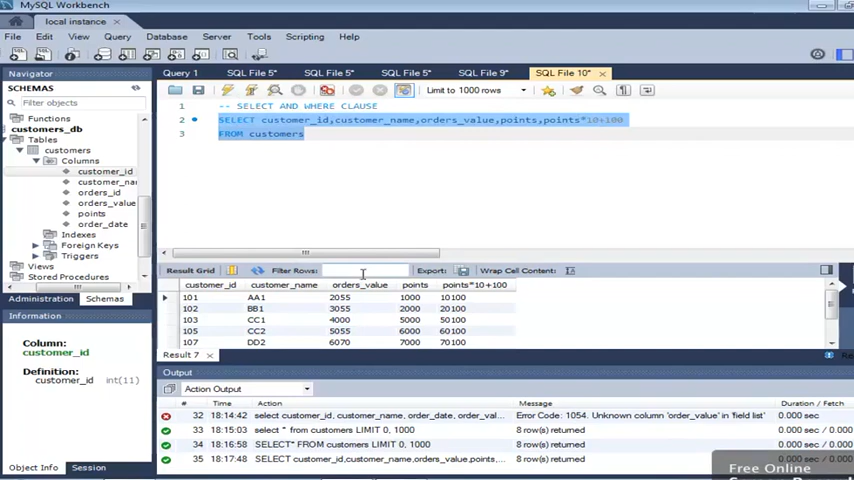 MySQL Workbench
local instance
File Edit View Query Database Server Tools Scripting Help
Navigator
SCHEMAS
Filter objects
Functions
customers_db
Tables
customers
Columns
customer_id
customer_nan
orders_id
orders_value
points
order_date
Indexes
Foreign Keys
Triggers
Views
Stored Procedures
Administration Schemas
Information
Column:
customer_id
Definition:
customer_id int(11)
Object Info Session
Query 1 SQL File 5* SQL File 5* SQL File 5* SQL File 9* SQL File 10*
Limit to 1000 rows
1 -- SELECT AND WHERE CLAUSE
2 SELECT customer_id,customer_name,orders_value,points,points*10+100
3 FROM customers
Result Grid Filter Rows: Export: Wrap Cell Content:
customer_id customer_name orders_value points points*10+100
101 AA1 2055 1000 10100
102 BB1 3055 2000 20100
103 CC1 4000 5000 50100
105 CC2 5055 6000 60100
107 DD2 6070 7000 70100
Result 7
Output
Action Output
# Time Action Message Duration / Fetch
32 18:14:42 select customer_id, customer_name, order_date, order_val... Error Code: 1054. Unknown column 'order_value' in 'field list' 0.000 sec
33 18:15:03 select * from customers LIMIT 0, 1000 8 row(s) returned 0.000 sec / 0.000
34 18:16:58 SELECT* FROM customers LIMIT 0, 1000 8 row(s) returned 0.000 sec / 0.000
35 18:17:48 SELECT customer_id,customer_name,orders_value,points,... 8 row(s) returned 0.000 sec / 0.000
Free Online